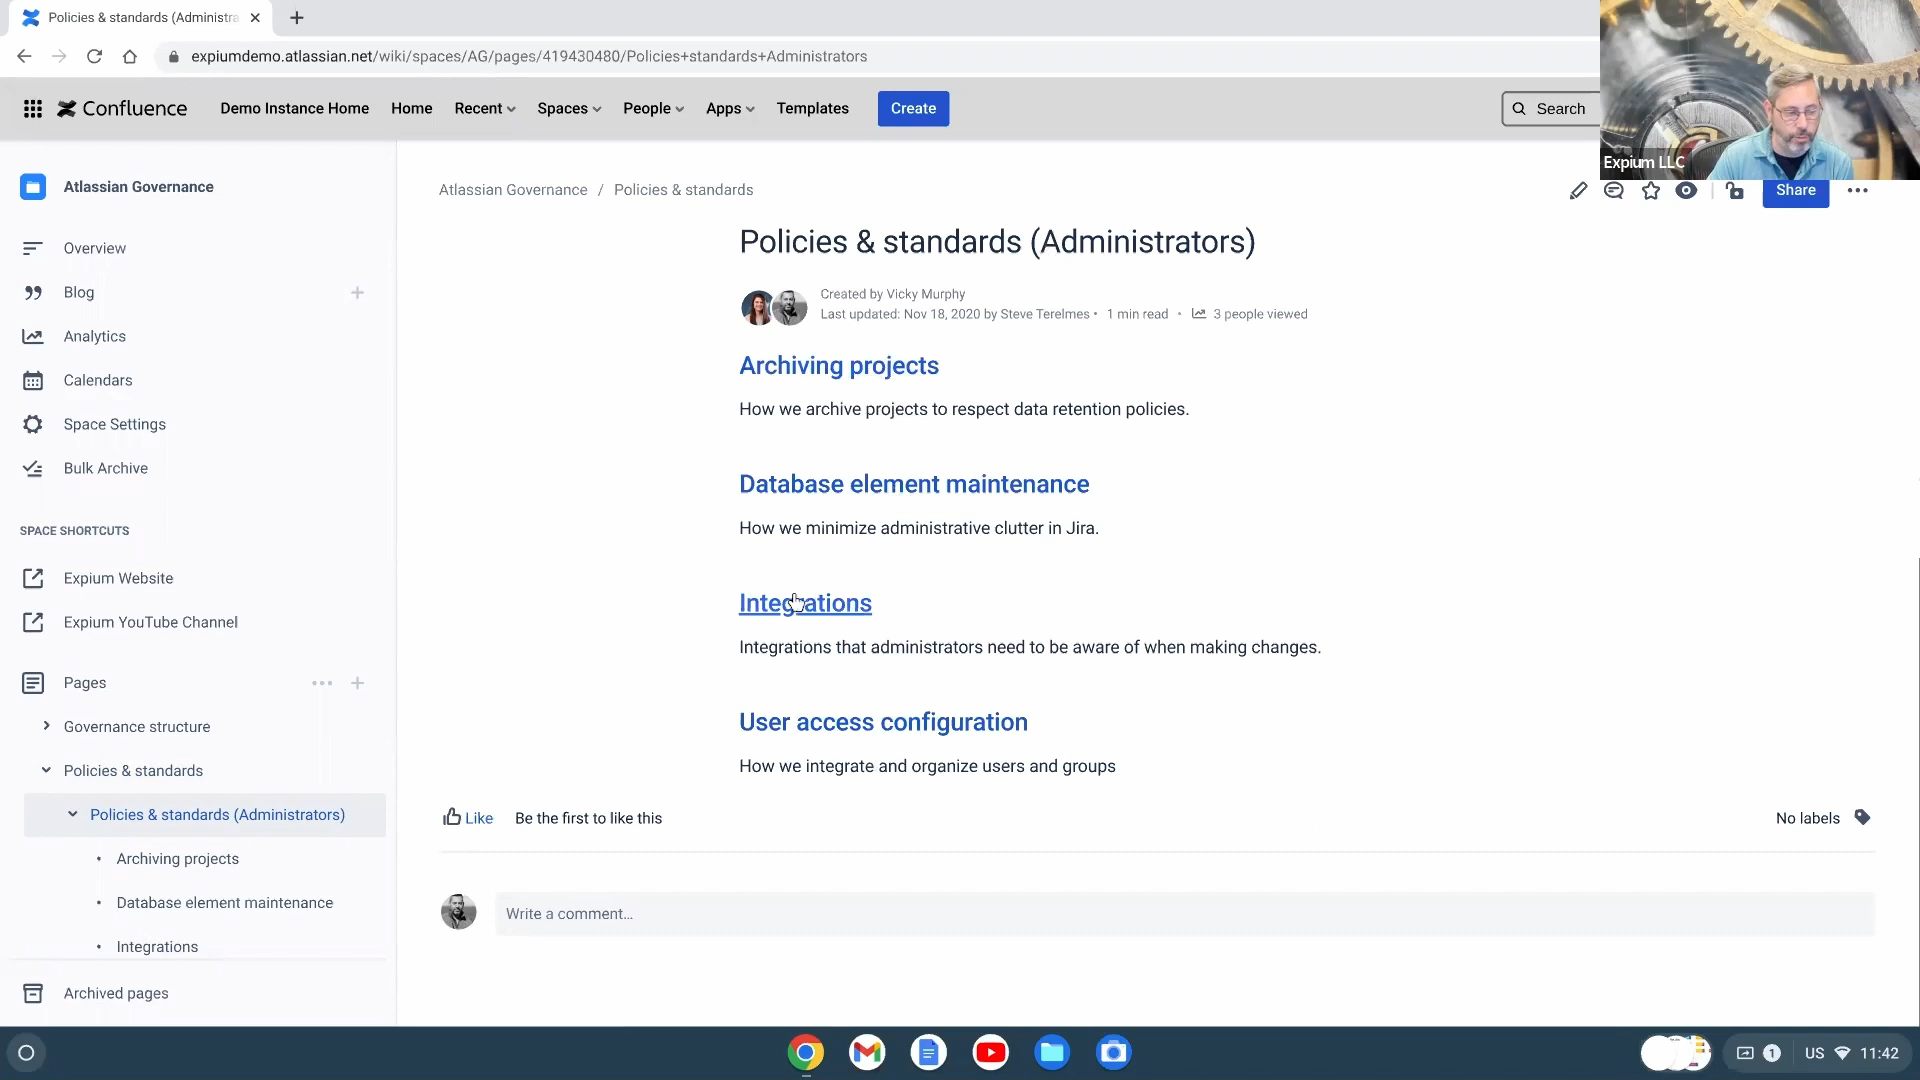 Policies & standards (Administra
expiumdemo.atlassian.net/wiki/spaces/AG/pages/419430480/Policies+standards+Administrators
Confluence
Demo Instance Home
Home
Recent
Spaces
People
Apps
Templates
Create
Search
Expium LLC
Atlassian Governance
Overview
Blog
Analytics
Calendars
Space Settings
Bulk Archive
SPACE SHORTCUTS
Expium Website
Expium YouTube Channel
Pages
Governance structure
Policies & standards
Policies & standards (Administrators)
Archiving projects
Database element maintenance
Integrations
Archived pages
Atlassian Governance / Policies & standards
Share
Policies & standards (Administrators)
Created by Vicky Murphy
Last updated: Nov 18, 2020 by Steve Terelmes • 1 min read • 3 people viewed
Archiving projects
How we archive projects to respect data retention policies.
Database element maintenance
How we minimize administrative clutter in Jira.
Integrations
Integrations that administrators need to be aware of when making changes.
User access configuration
How we integrate and organize users and groups
Like
Be the first to like this
No labels
Write a comment…
1
US
11:42